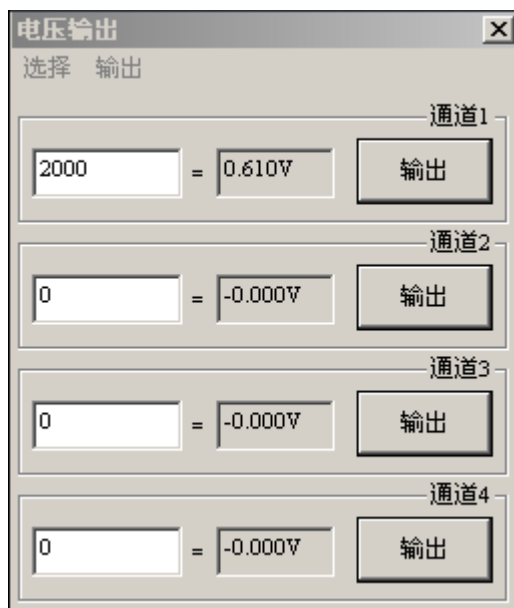 电压输出
选择 输出
通道1
2000 = 0.610V 输出
通道2
0 = -0.000V 输出
通道3
0 = -0.000V 输出
通道4
0 = -0.000V 输出